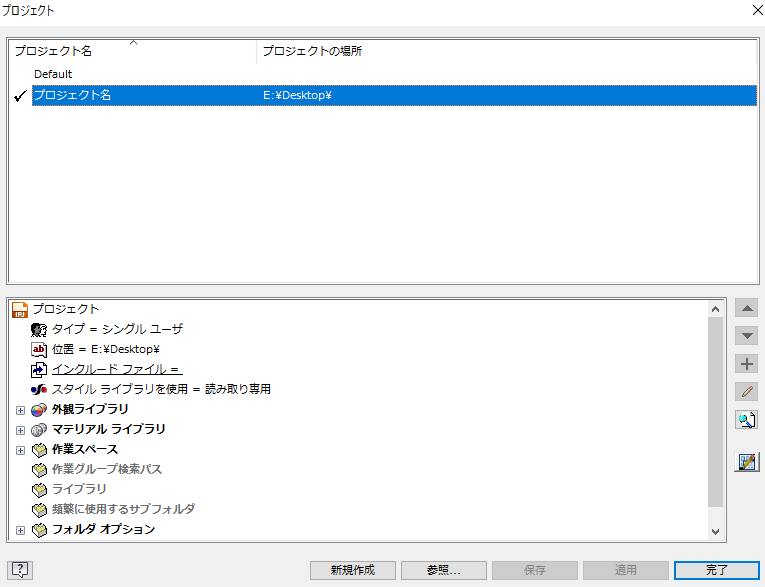 プロジェクト
プロジェクト名 プロジェクトの場所
Default
プロジェクト名 E:¥Desktop¥
IPJ プロジェクト
タイプ = シングル ユーザ
ab 位置 = E:¥Desktop¥
インクルード ファイル =
スタイル ライブラリを使用 = 読み取り専用
外観ライブラリ
マテリアル ライブラリ
作業スペース
作業グループ検索パス
ライブラリ
頻繁に使用するサブフォルダ
フォルダ オプション
? 新規作成 参照... 保存 適用 完了